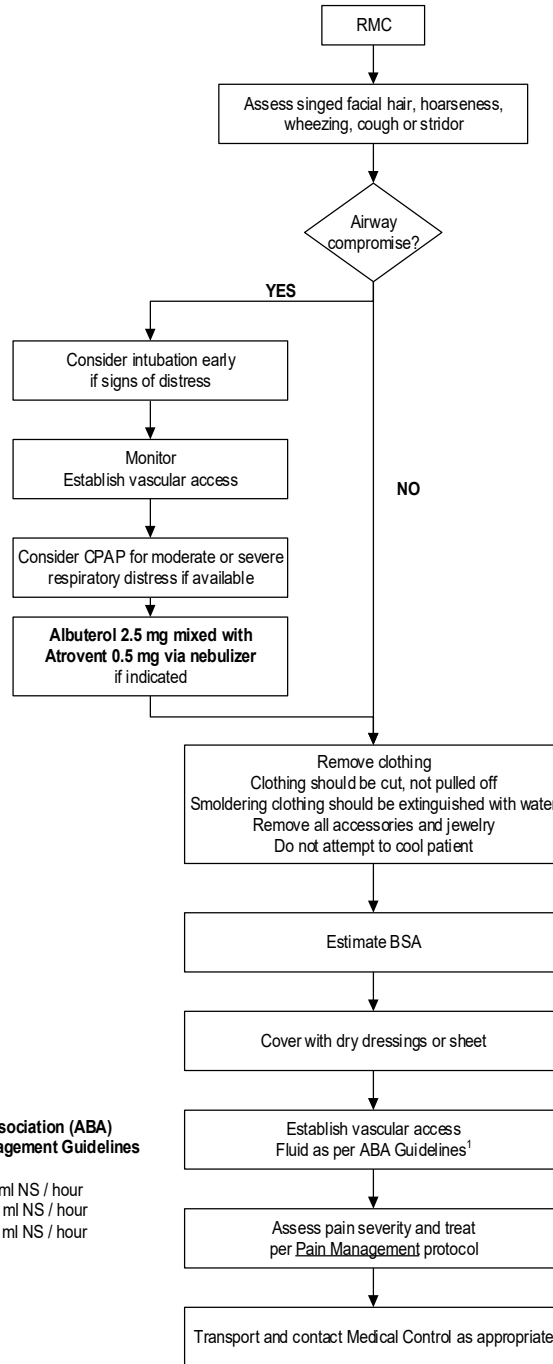 RMC
Assess singed facial hair, hoarseness,
wheezing, cough or stridor
Airway
compromise?
YES
Consider intubation early
if signs of distress
Monitor
Establish vascular access
NO
Consider CPAP for moderate or severe
respiratory distress if available
Albuterol 2.5 mg mixed with
Atrovent 0.5 mg via nebulizer
if indicated
Remove clothing
Clothing should be cut, not pulled off
Smoldering clothing should be extinguished with water
Remove all accessories and jewelry
Do not attempt to cool patient
Estimate BSA
Cover with dry dressings or sheet
(ABA)
Guidelines
ml NS / hour
ml NS / hour
ml NS / hour
Establish vascular access
Fluid as per ABA Guidelines¹
Assess pain severity and treat
per Pain Management protocol
Transport and contact Medical Control as appropriate